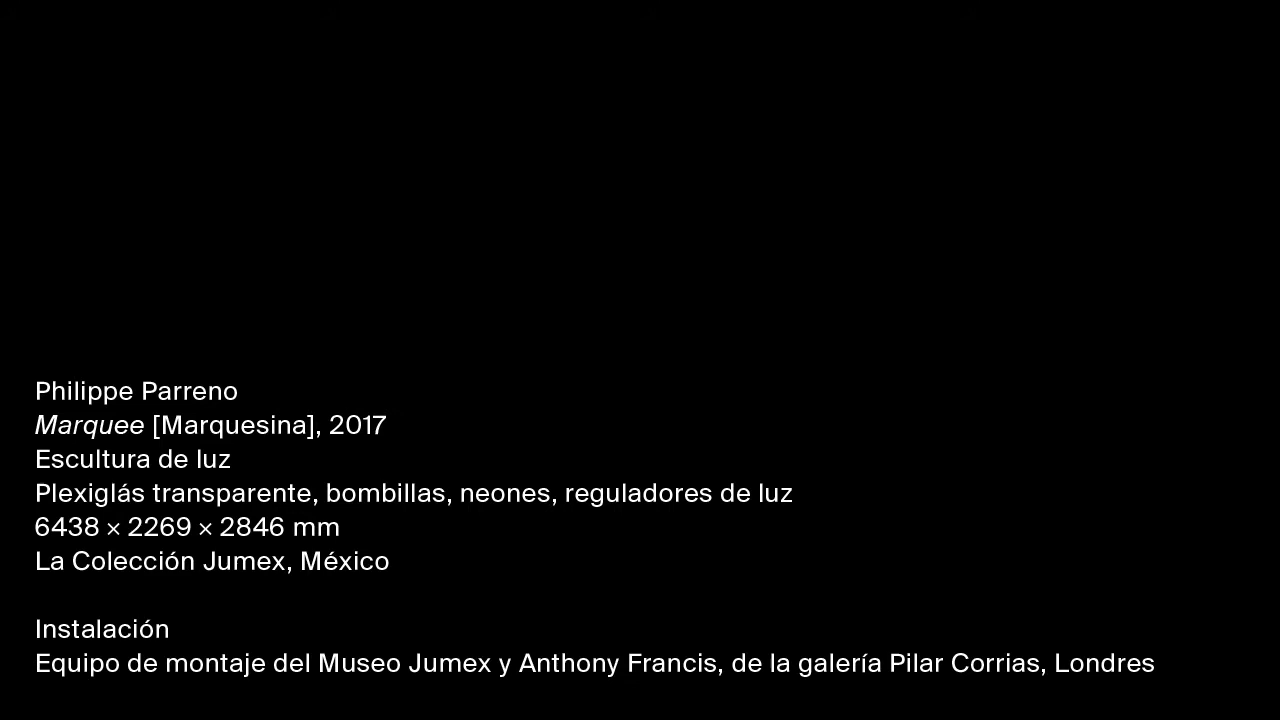 Philippe Parreno
Marquee [Marquesina], 2017
Escultura de luz
Plexiglás transparente, bombillas, neones, reguladores de luz
6438 × 2269 × 2846 mm
La Colección Jumex, México
Instalación
Equipo de montaje del Museo Jumex y Anthony Francis, de la galería Pilar Corrias, Londres